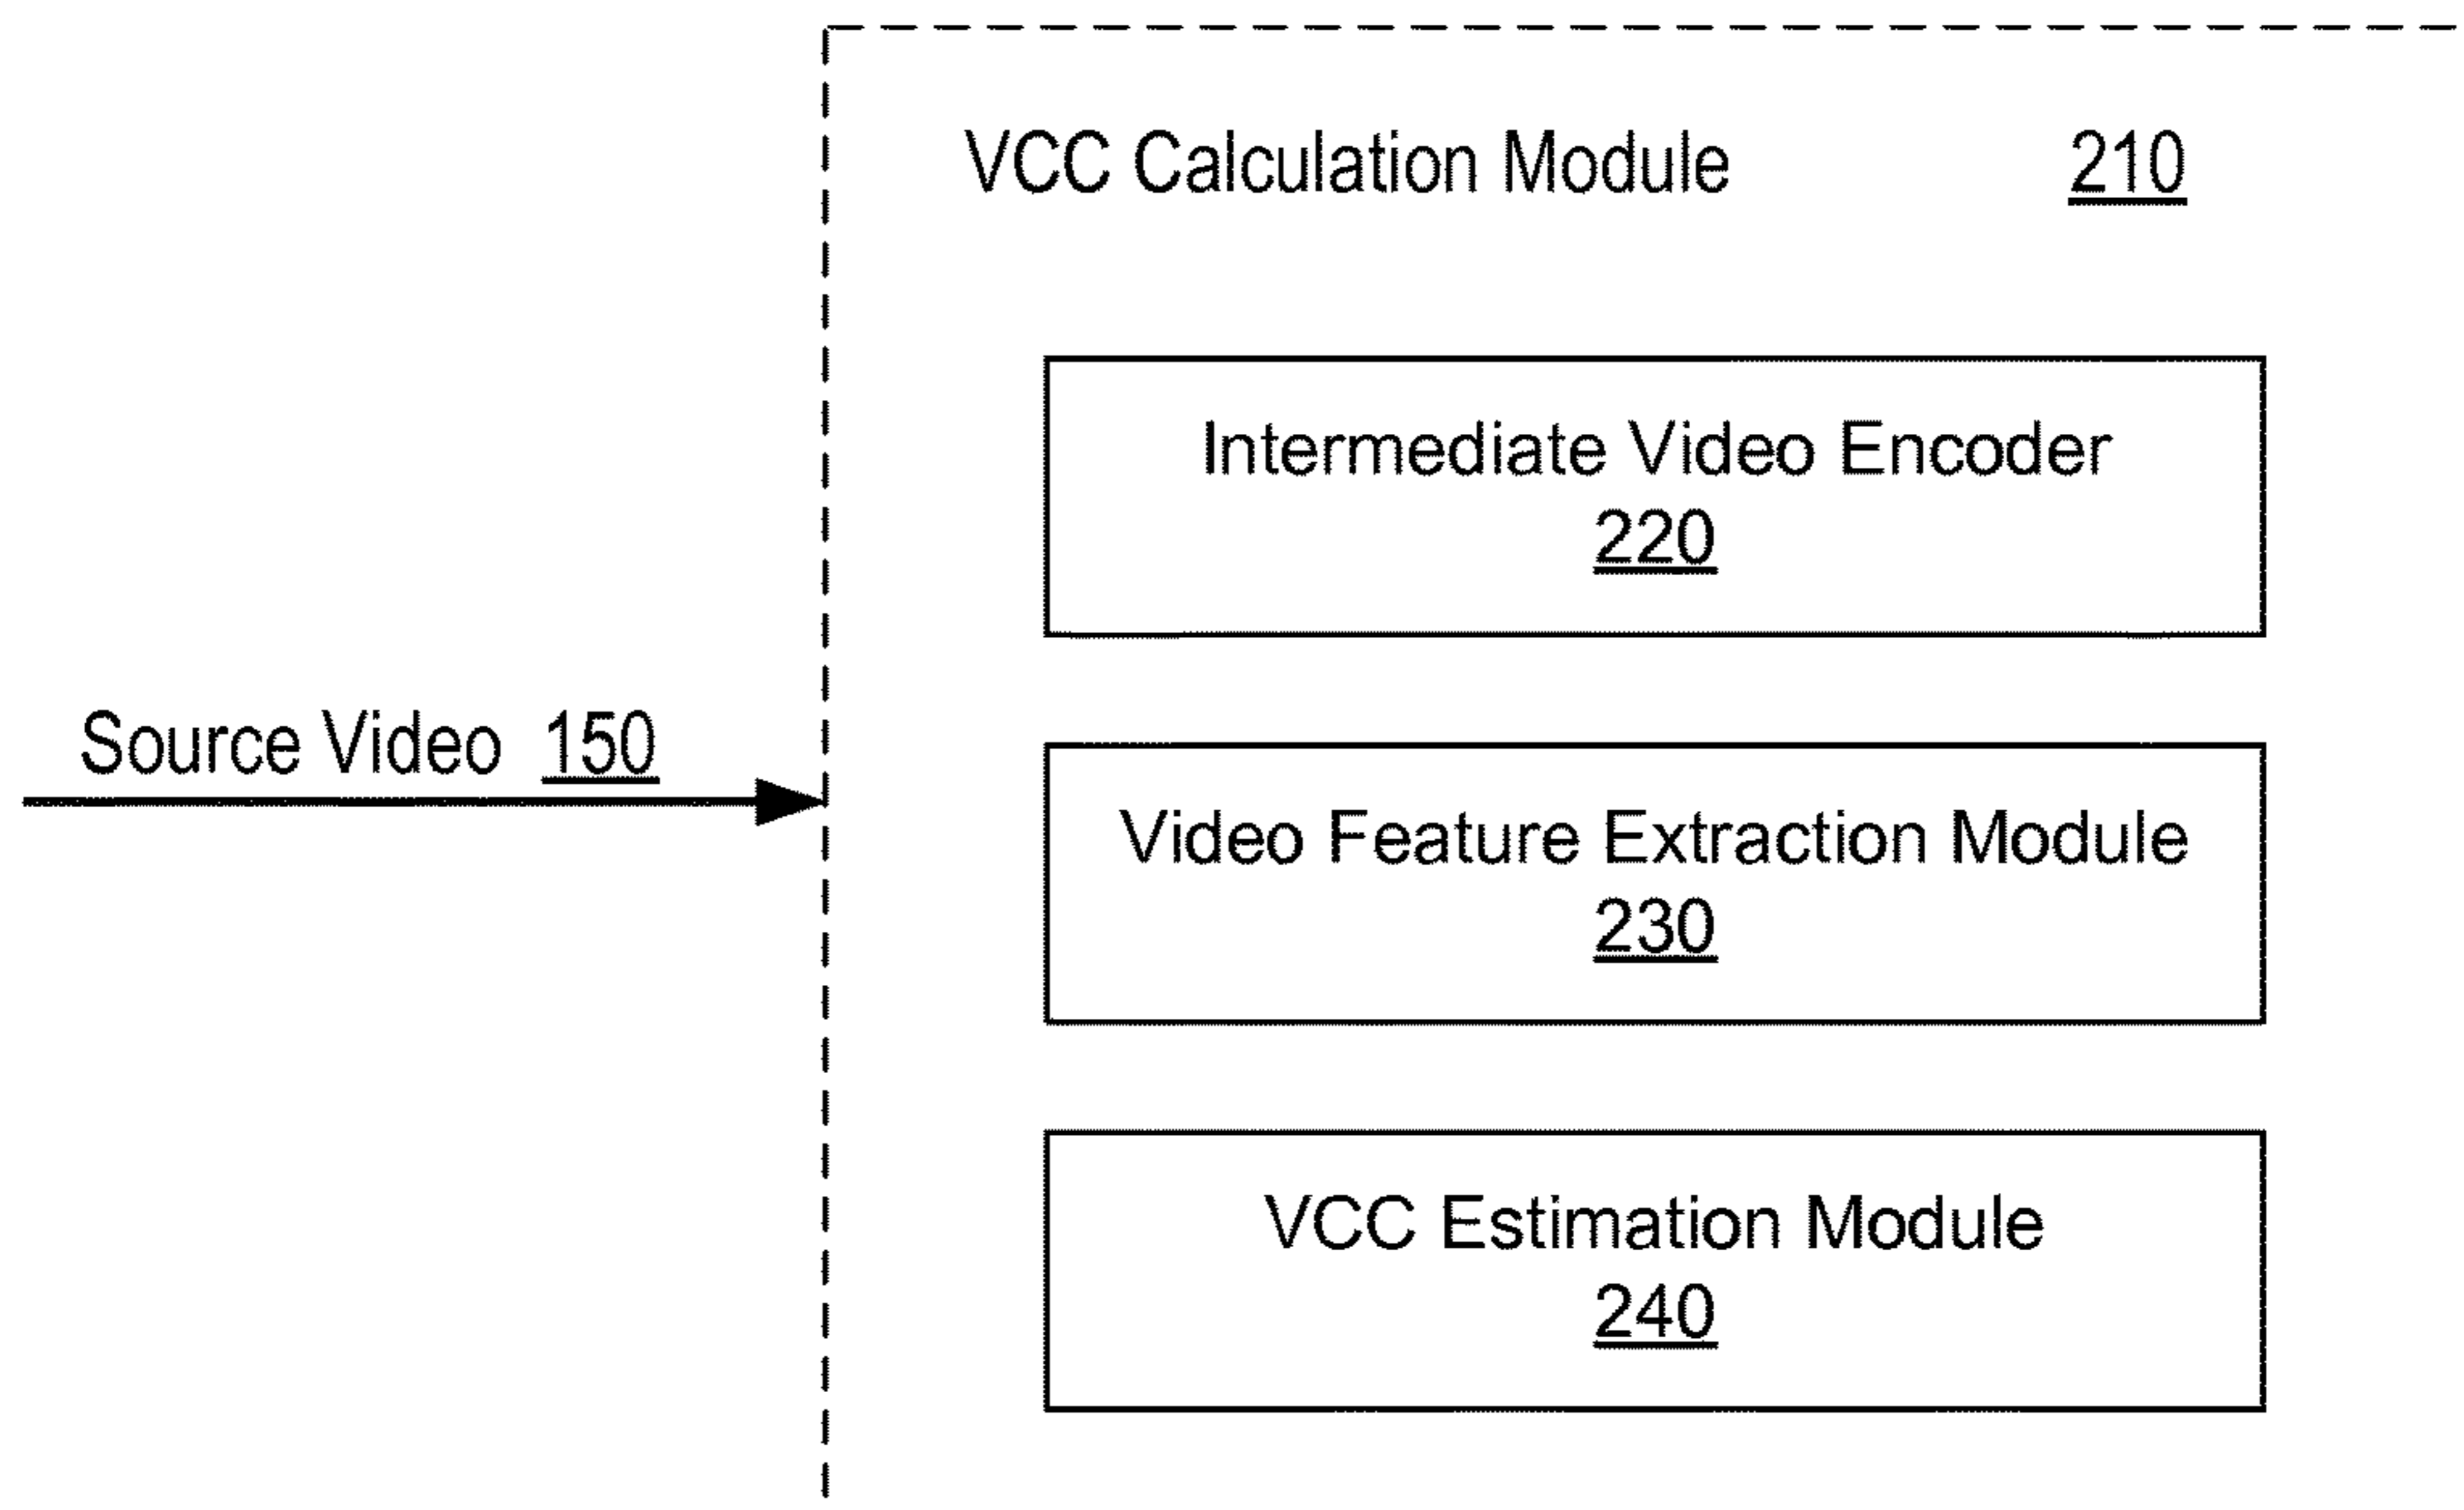 VCC Calculation Module 210
Intermediate Video Encoder
220
Source Video 150
Video Feature Extraction Module
230
VCC Estimation Module
240